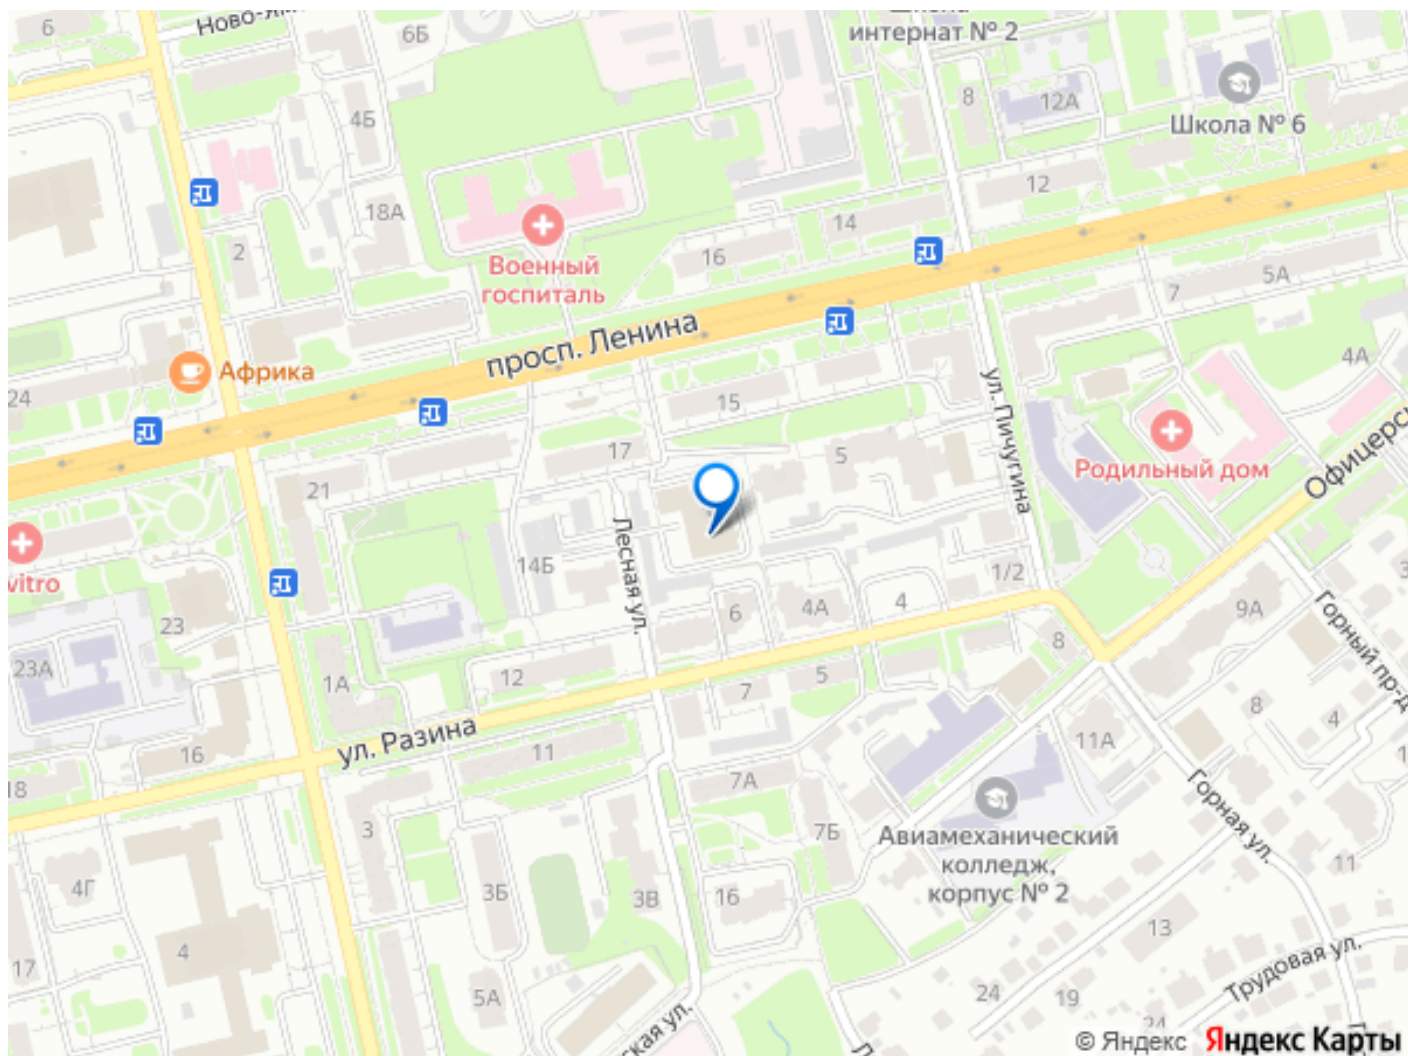 6
Ново-Ям
6Б
интернат № 2
8
12А
Школа № 6
4Б
18А
2
12
14
16
Военный
госпиталь
5А
7
просп. Ленина
4А
Африка
24
15
ул. Пичугина
Офицерс
Родильный дом
17
5
21
Лесная ул.
vitro
14Б
1/2
4А
4
6
23
9А
Горный пр-д
23А
1А
12
8
5
7
8
4
ул. Разина
11
16
11А
18
7А
Горная ул.
3
7Б
Авиамеханический
колледж,
корпус № 2
11
4Г
3Б
3В
16
13
4
17
5А
24
19
Трудовая ул.
24
ская ул.
© Яндекс
Яндекс Карты